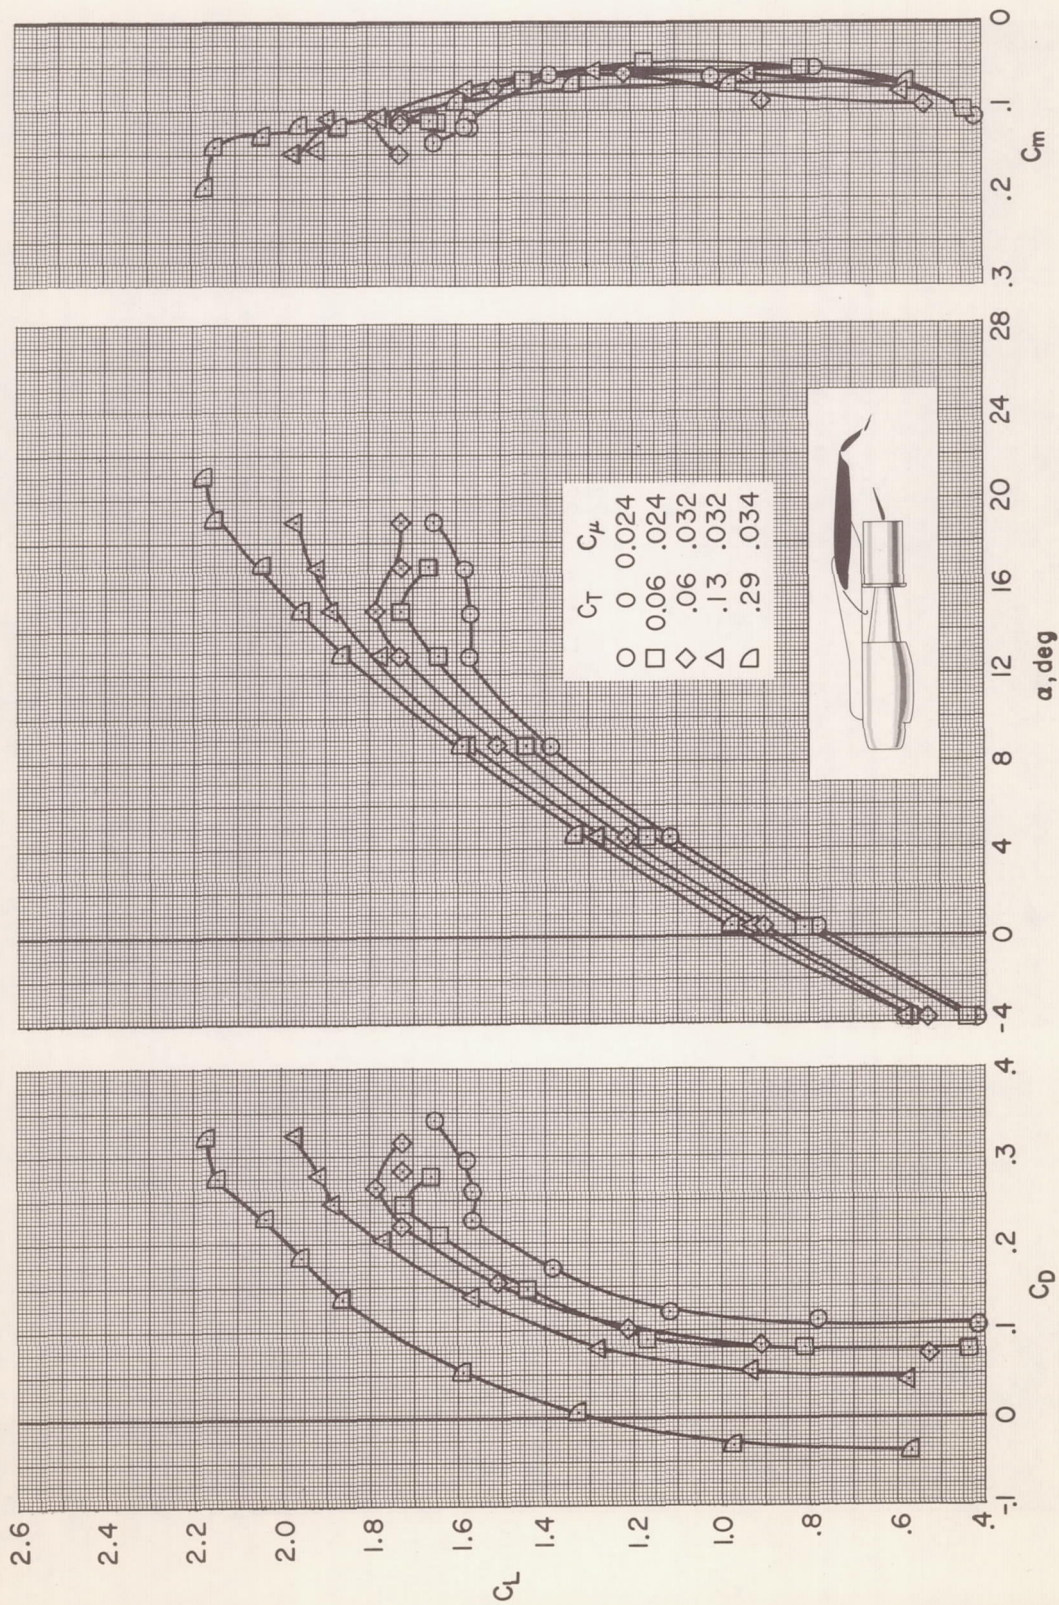 2.6
2.4
2.2
2.0
1.8
1.6
1.4
1.2
1.0
.8
.6
.4
C_L
-.1 0 .1 .2 .3 .4
C_D
-4 0 4 8 12 16 20 24 28
α, deg
.3 .2 .1 0
C_m
C_T C_μ
○ 0 0.024
□ 0.06 .024
◇ .06 .032
△ .13 .032
⌓ .29 .034